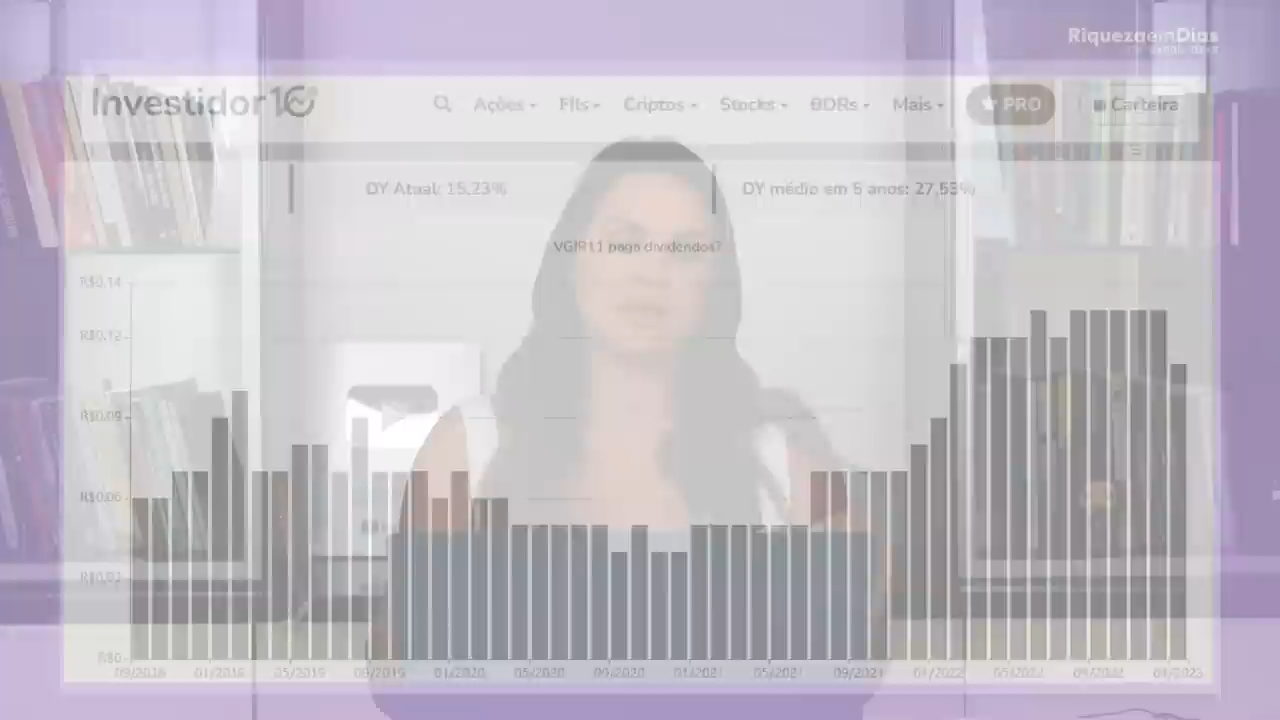 RiquezaemDias
Investidor10
Ações
FIIs
Criptos
Stocks
BDRs
Mais
PRO
Carteira
DY Atual: 15,23%
DY médio em 5 anos: 27,53%
VGIR11 pago dividendos?
R$0.14
R$0.12
R$0.09
R$0.06
R$0.03
R$0
09/2018
01/2019
05/2019
09/2019
01/2020
05/2020
09/2020
01/2021
05/2021
09/2021
01/2022
05/2022
09/2022
01/2023